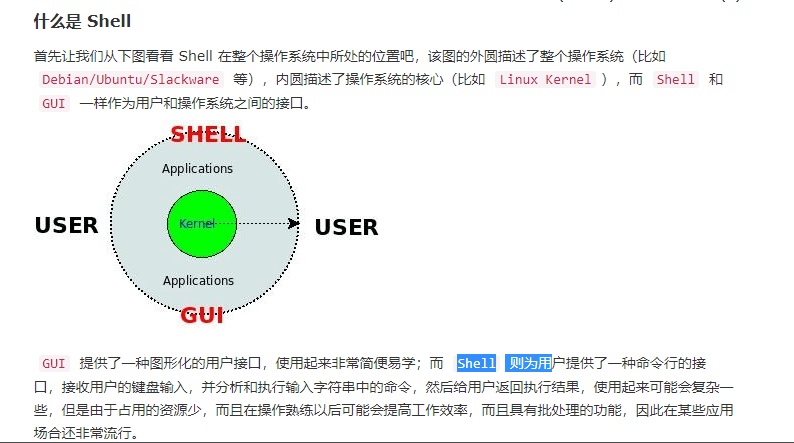 什么是 Shell
首先让我们从下图看看 Shell 在整个操作系统中所处的位置吧，该图的外圆描述了整个操作系统（比如
Debian/Ubuntu/Slackware 等），内圆描述了操作系统的核心（比如 Linux Kernel ），而 Shell 和
GUI 一样作为用户和操作系统之间的接口。
SHELL
Applications
Kernel
USER
USER
Applications
GUI
GUI 提供了一种图形化的用户接口，使用起来非常简便易学；而 Shell 则为用户提供了一种命令行的接
口，接收用户的键盘输入，并分析和执行输入字符串中的命令，然后给用户返回执行结果，使用起来可能会复杂一
些，但是由于占用的资源少，而且在操作熟练以后可能会提高工作效率，而且具有批处理的功能，因此在某些应用
场合还非常流行。